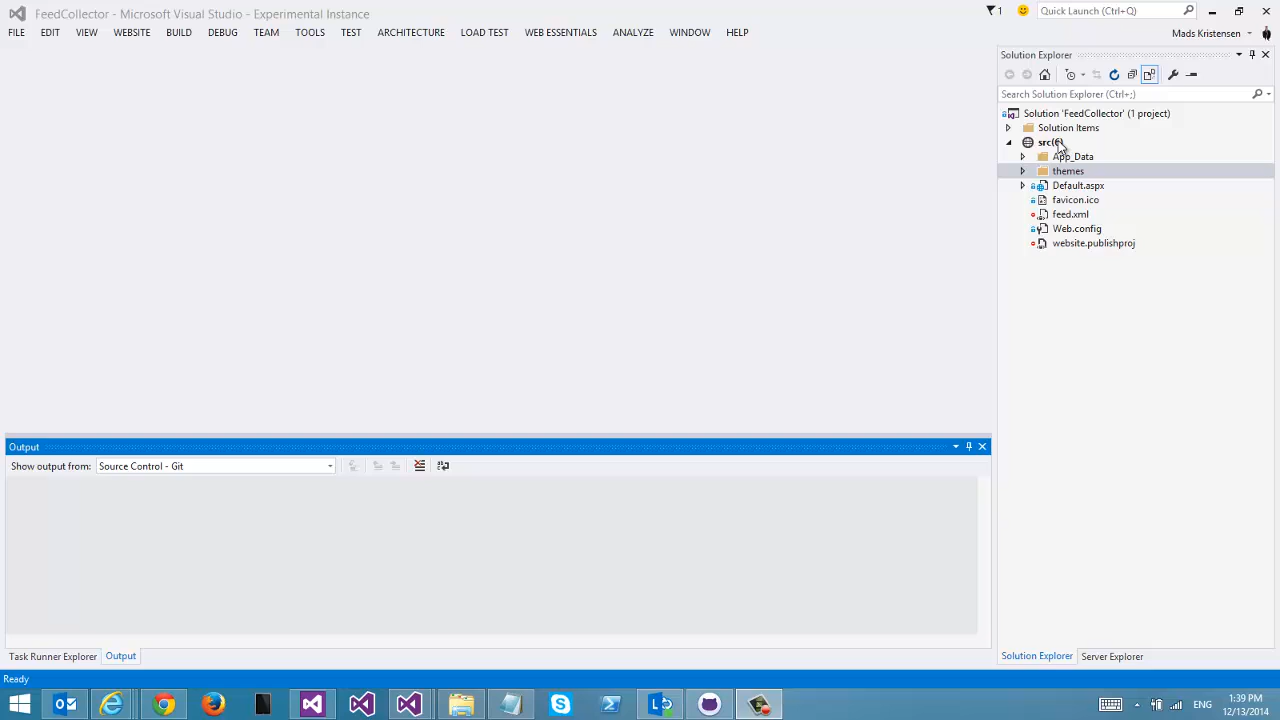 FeedCollector - Microsoft Visual Studio - Experimental Instance
1
Quick Launch (Ctrl+Q)
FILE EDIT VIEW WEBSITE BUILD DEBUG TEAM TOOLS TEST ARCHITECTURE LOAD TEST WEB ESSENTIALS ANALYZE WINDOW HELP
Mads Kristensen
Solution Explorer
Search Solution Explorer (Ctrl+;)
Solution 'FeedCollector' (1 project)
Solution Items
App_Data
themes
Default.aspx
favicon.ico
feed.xml
Web.config
website.publishproj
Output
Show output from: Source Control - Git
Task Runner Explorer Output
Solution Explorer Server Explorer
Ready
ENG
1:39 PM
12/13/2014